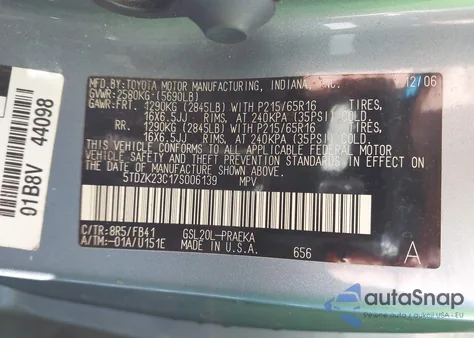 MFD. BY: TOYOTA MOTOR MANUFACTURING, INDIANA, INC. 12/06
GVWR: 2580KG (5690LB)
GAWR: FRT. 1290KG (2845LB) WITH P215/65R16 TIRES,
16X6.5JJ RIMS, AT 240KPA (35PSI) COLD
RR. 1290KG (2845LB) WITH P215/65R16 TIRES,
16X6.5JJ RIMS, AT 240KPA (35PSI) COLD
THIS VEHICLE CONFORMS TO ALL APPLICABLE FEDERAL MOTOR
VEHICLE SAFETY STANDARDS IN EFFECT ON THE DATE OF
MANUFACTURE SHOWN ABOVE.
5TDZK23C17S006139 MPV
C/TR: 8R5/FB41 GSL20L-PRAEKA
A/TM: -01A/U151E MADE IN U.S.A. 656 A
01B8V 44098
autoSnap